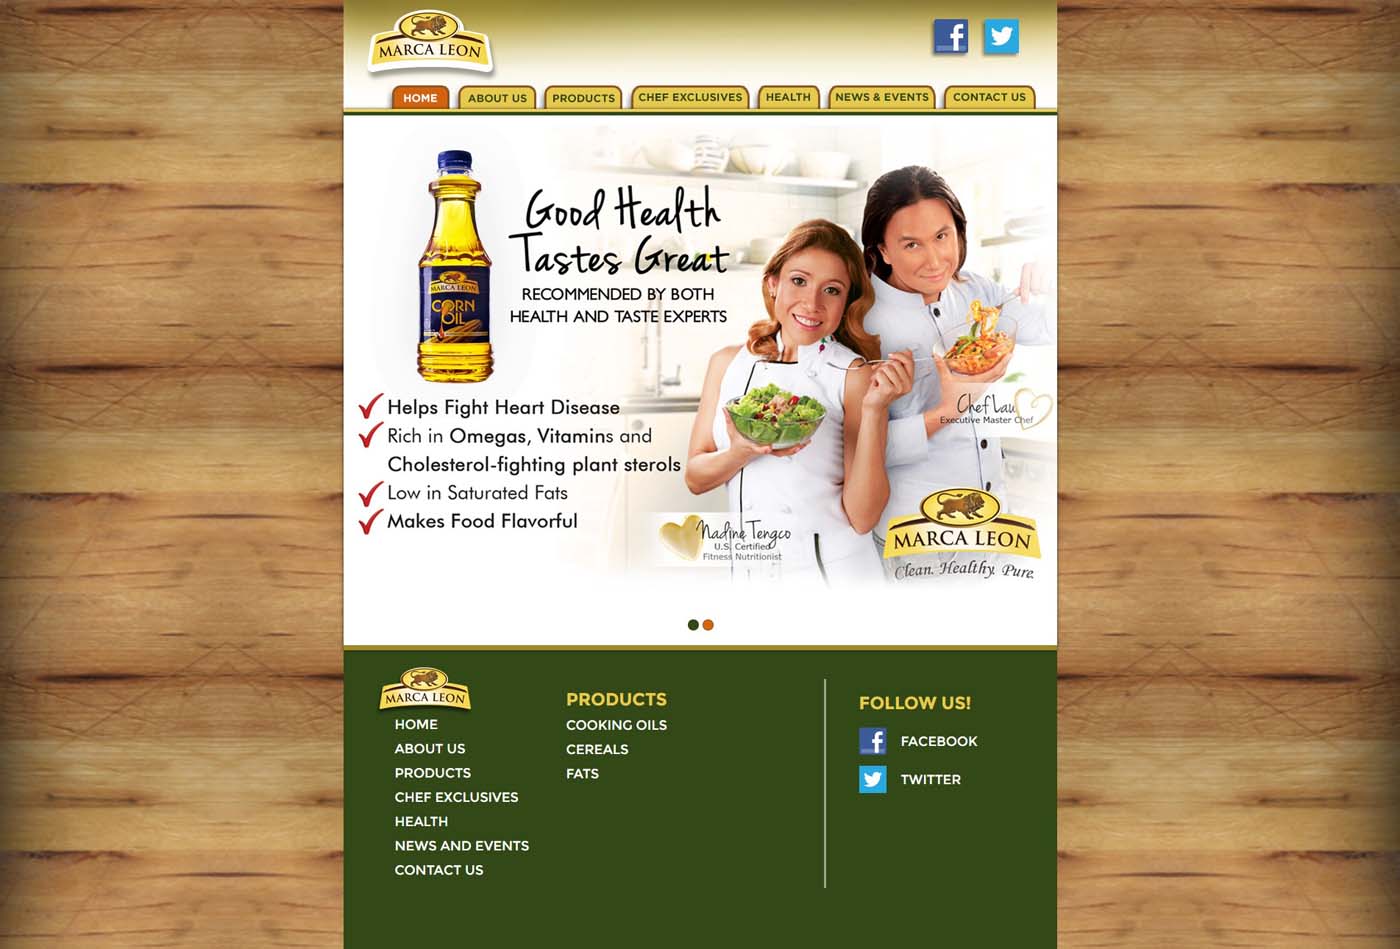 MARCA LEON
HOME
ABOUT US
PRODUCTS
CHEF EXCLUSIVES
HEALTH
NEWS & EVENTS
CONTACT US
Good Health
Tastes Great
RECOMMENDED BY BOTH
HEALTH AND TASTE EXPERTS
MARCA LEON
CORN
OIL
Helps Fight Heart Disease
Rich in Omegas, Vitamins and
Cholesterol-fighting plant sterols
Low in Saturated Fats
Makes Food Flavorful
Chef Lau
Executive Master Chef
Nadine Tengco
U.S. Certified
Fitness Nutritionist
MARCA LEON
Clean. Healthy. Pure.
MARCA LEON
HOME
ABOUT US
PRODUCTS
CHEF EXCLUSIVES
HEALTH
NEWS AND EVENTS
CONTACT US
PRODUCTS
COOKING OILS
CEREALS
FATS
FOLLOW US!
FACEBOOK
TWITTER